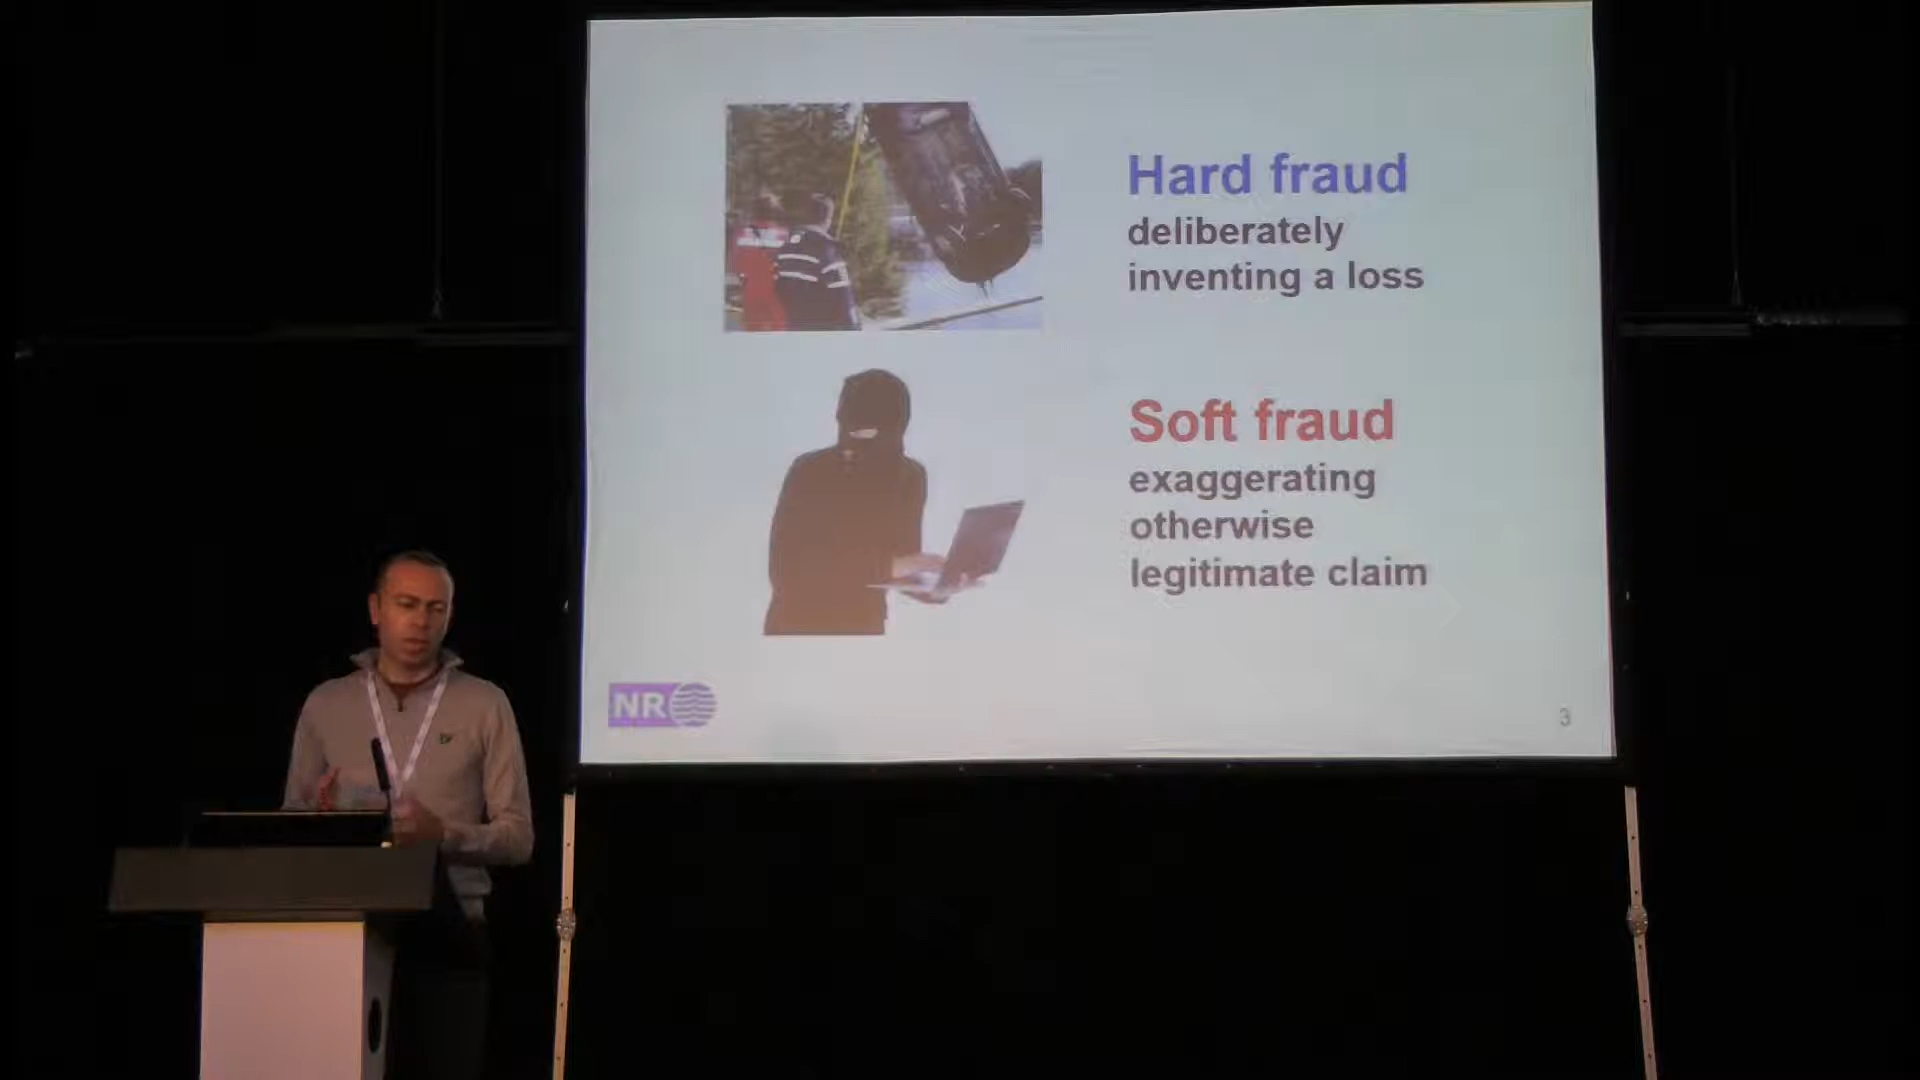 Hard fraud
deliberately
inventing a loss
Soft fraud
exaggerating
otherwise
legitimate claim
NR
3